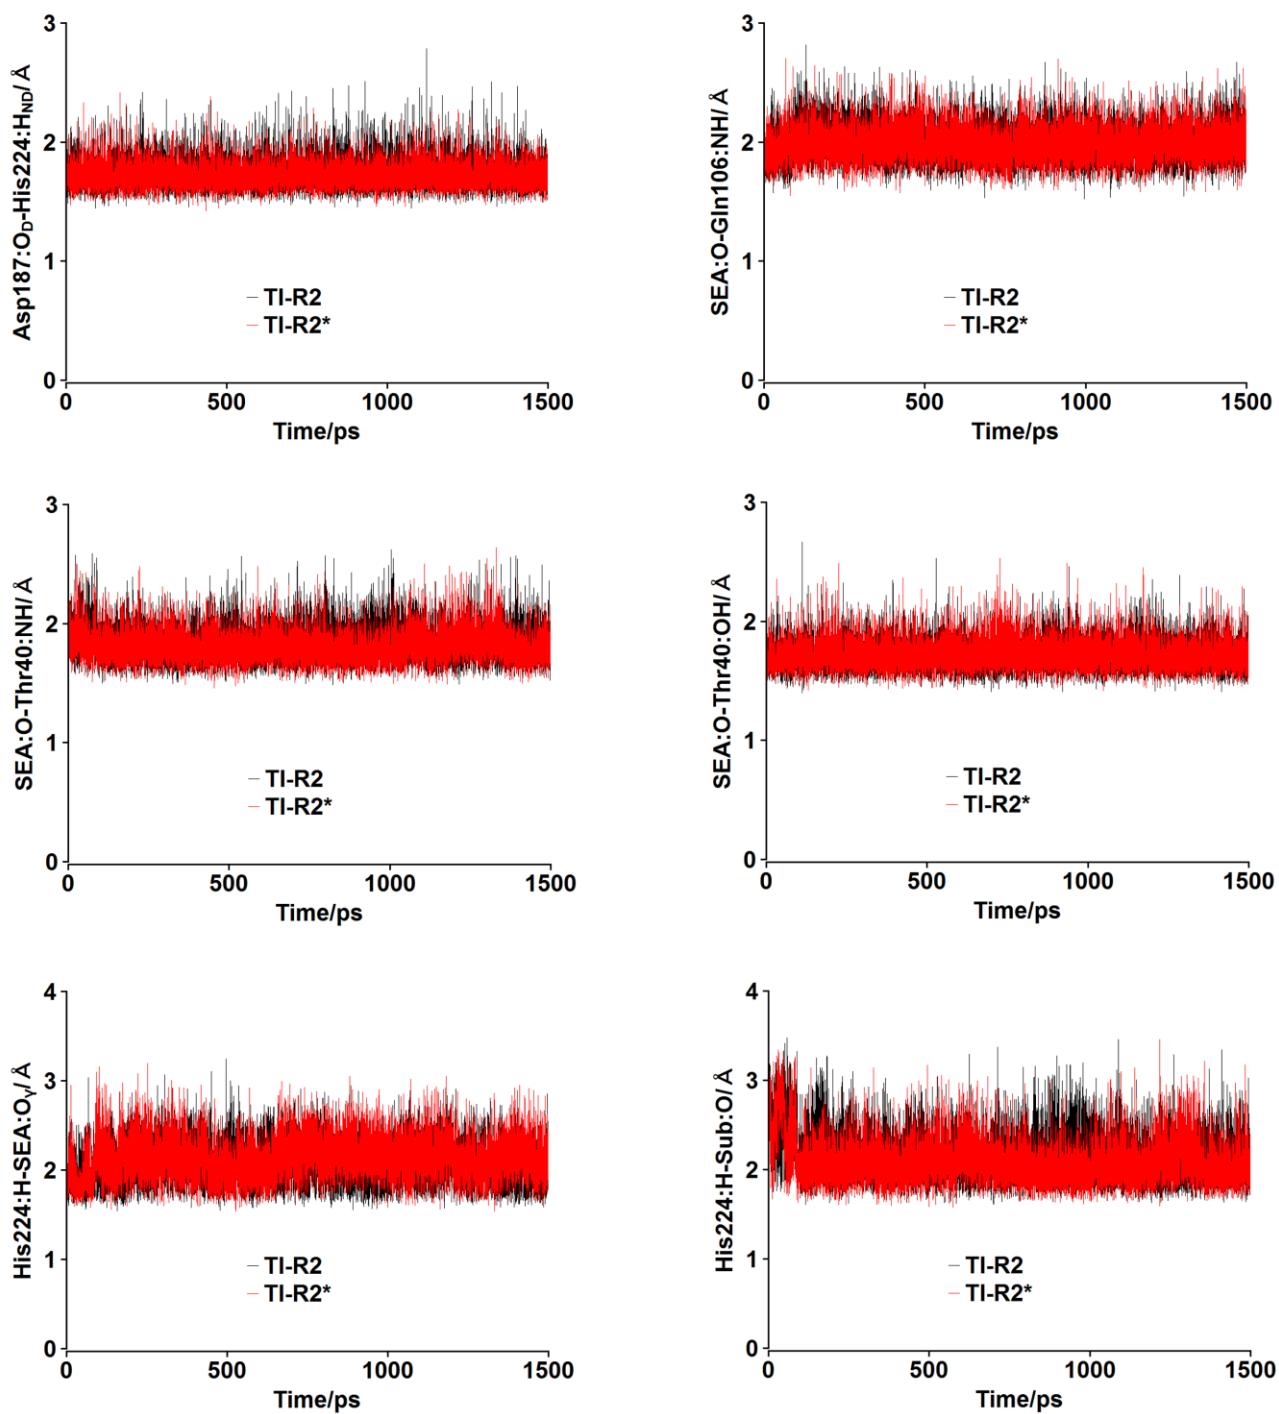 3
2
1
0
0 500 1000 1500
Time/ps
Asp187:O_D-His224:H_ND/Å
TI-R2
TI-R2*
3
2
1
0
0 500 1000 1500
Time/ps
SEA:O-Gln106:NH/Å
TI-R2
TI-R2*
3
2
1
0
0 500 1000 1500
Time/ps
SEA:O-Thr40:NH/Å
TI-R2
TI-R2*
3
2
1
0
0 500 1000 1500
Time/ps
SEA:O-Thr40:OH/Å
TI-R2
TI-R2*
4
3
2
1
0
0 500 1000 1500
Time/ps
His224:H-SEA:Oγ/Å
TI-R2
TI-R2*
4
3
2
1
0
0 500 1000 1500
Time/ps
His224:H-Sub:O/Å
TI-R2
TI-R2*